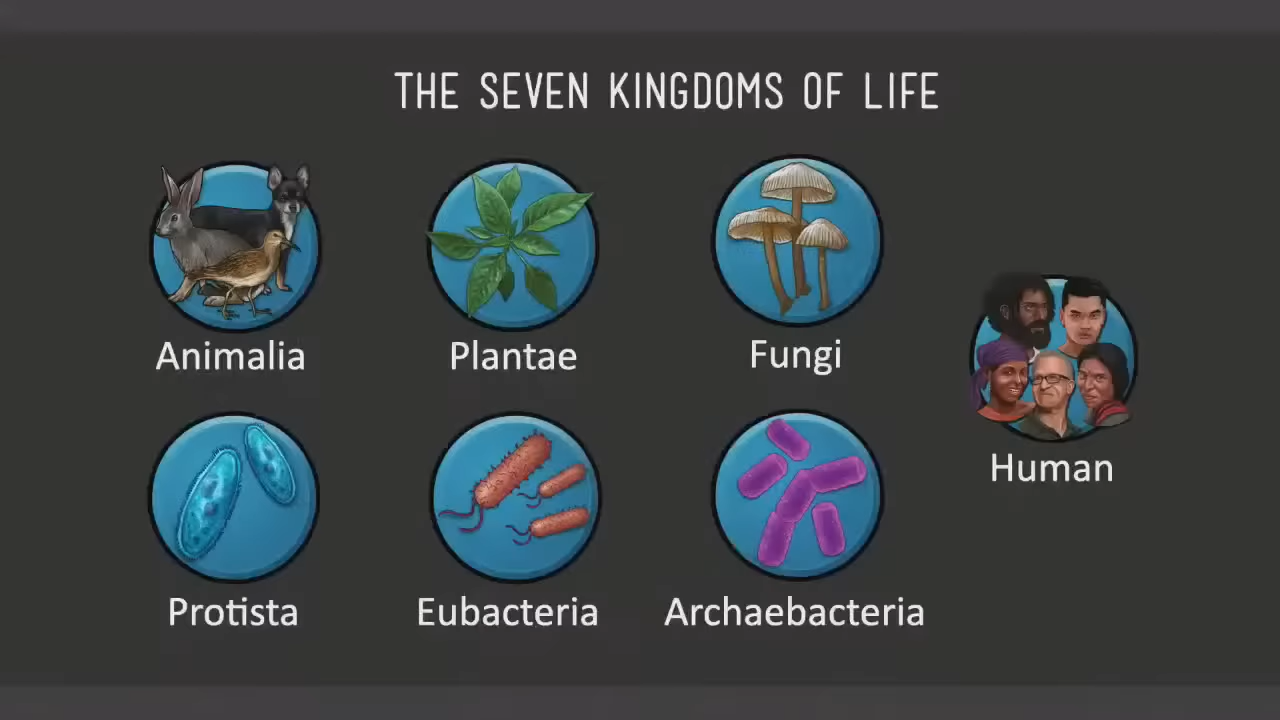 THE SEVEN KINGDOMS OF LIFE
Animalia
Plantae
Fungi
Human
Protista
Eubacteria
Archaebacteria